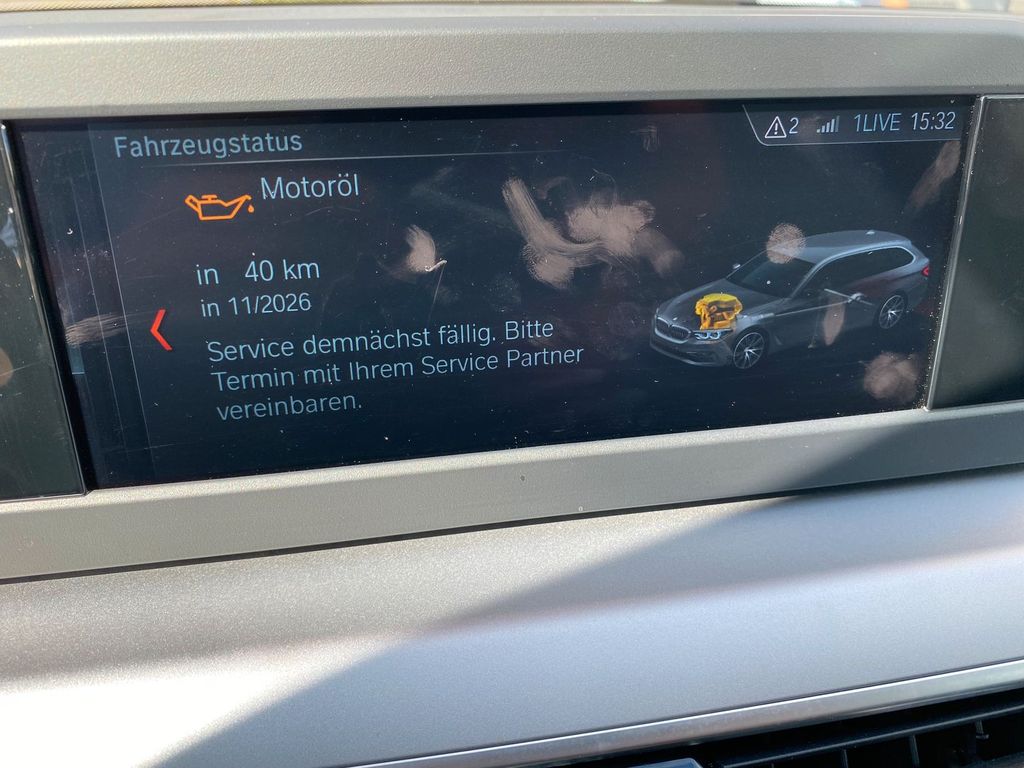 Fahrzeugstatus
2 1LIVE 15:32
Motoröl
in 40 km
in 11/2026
Service demnächst fällig. Bitte
Termin mit Ihrem Service Partner
vereinbaren.